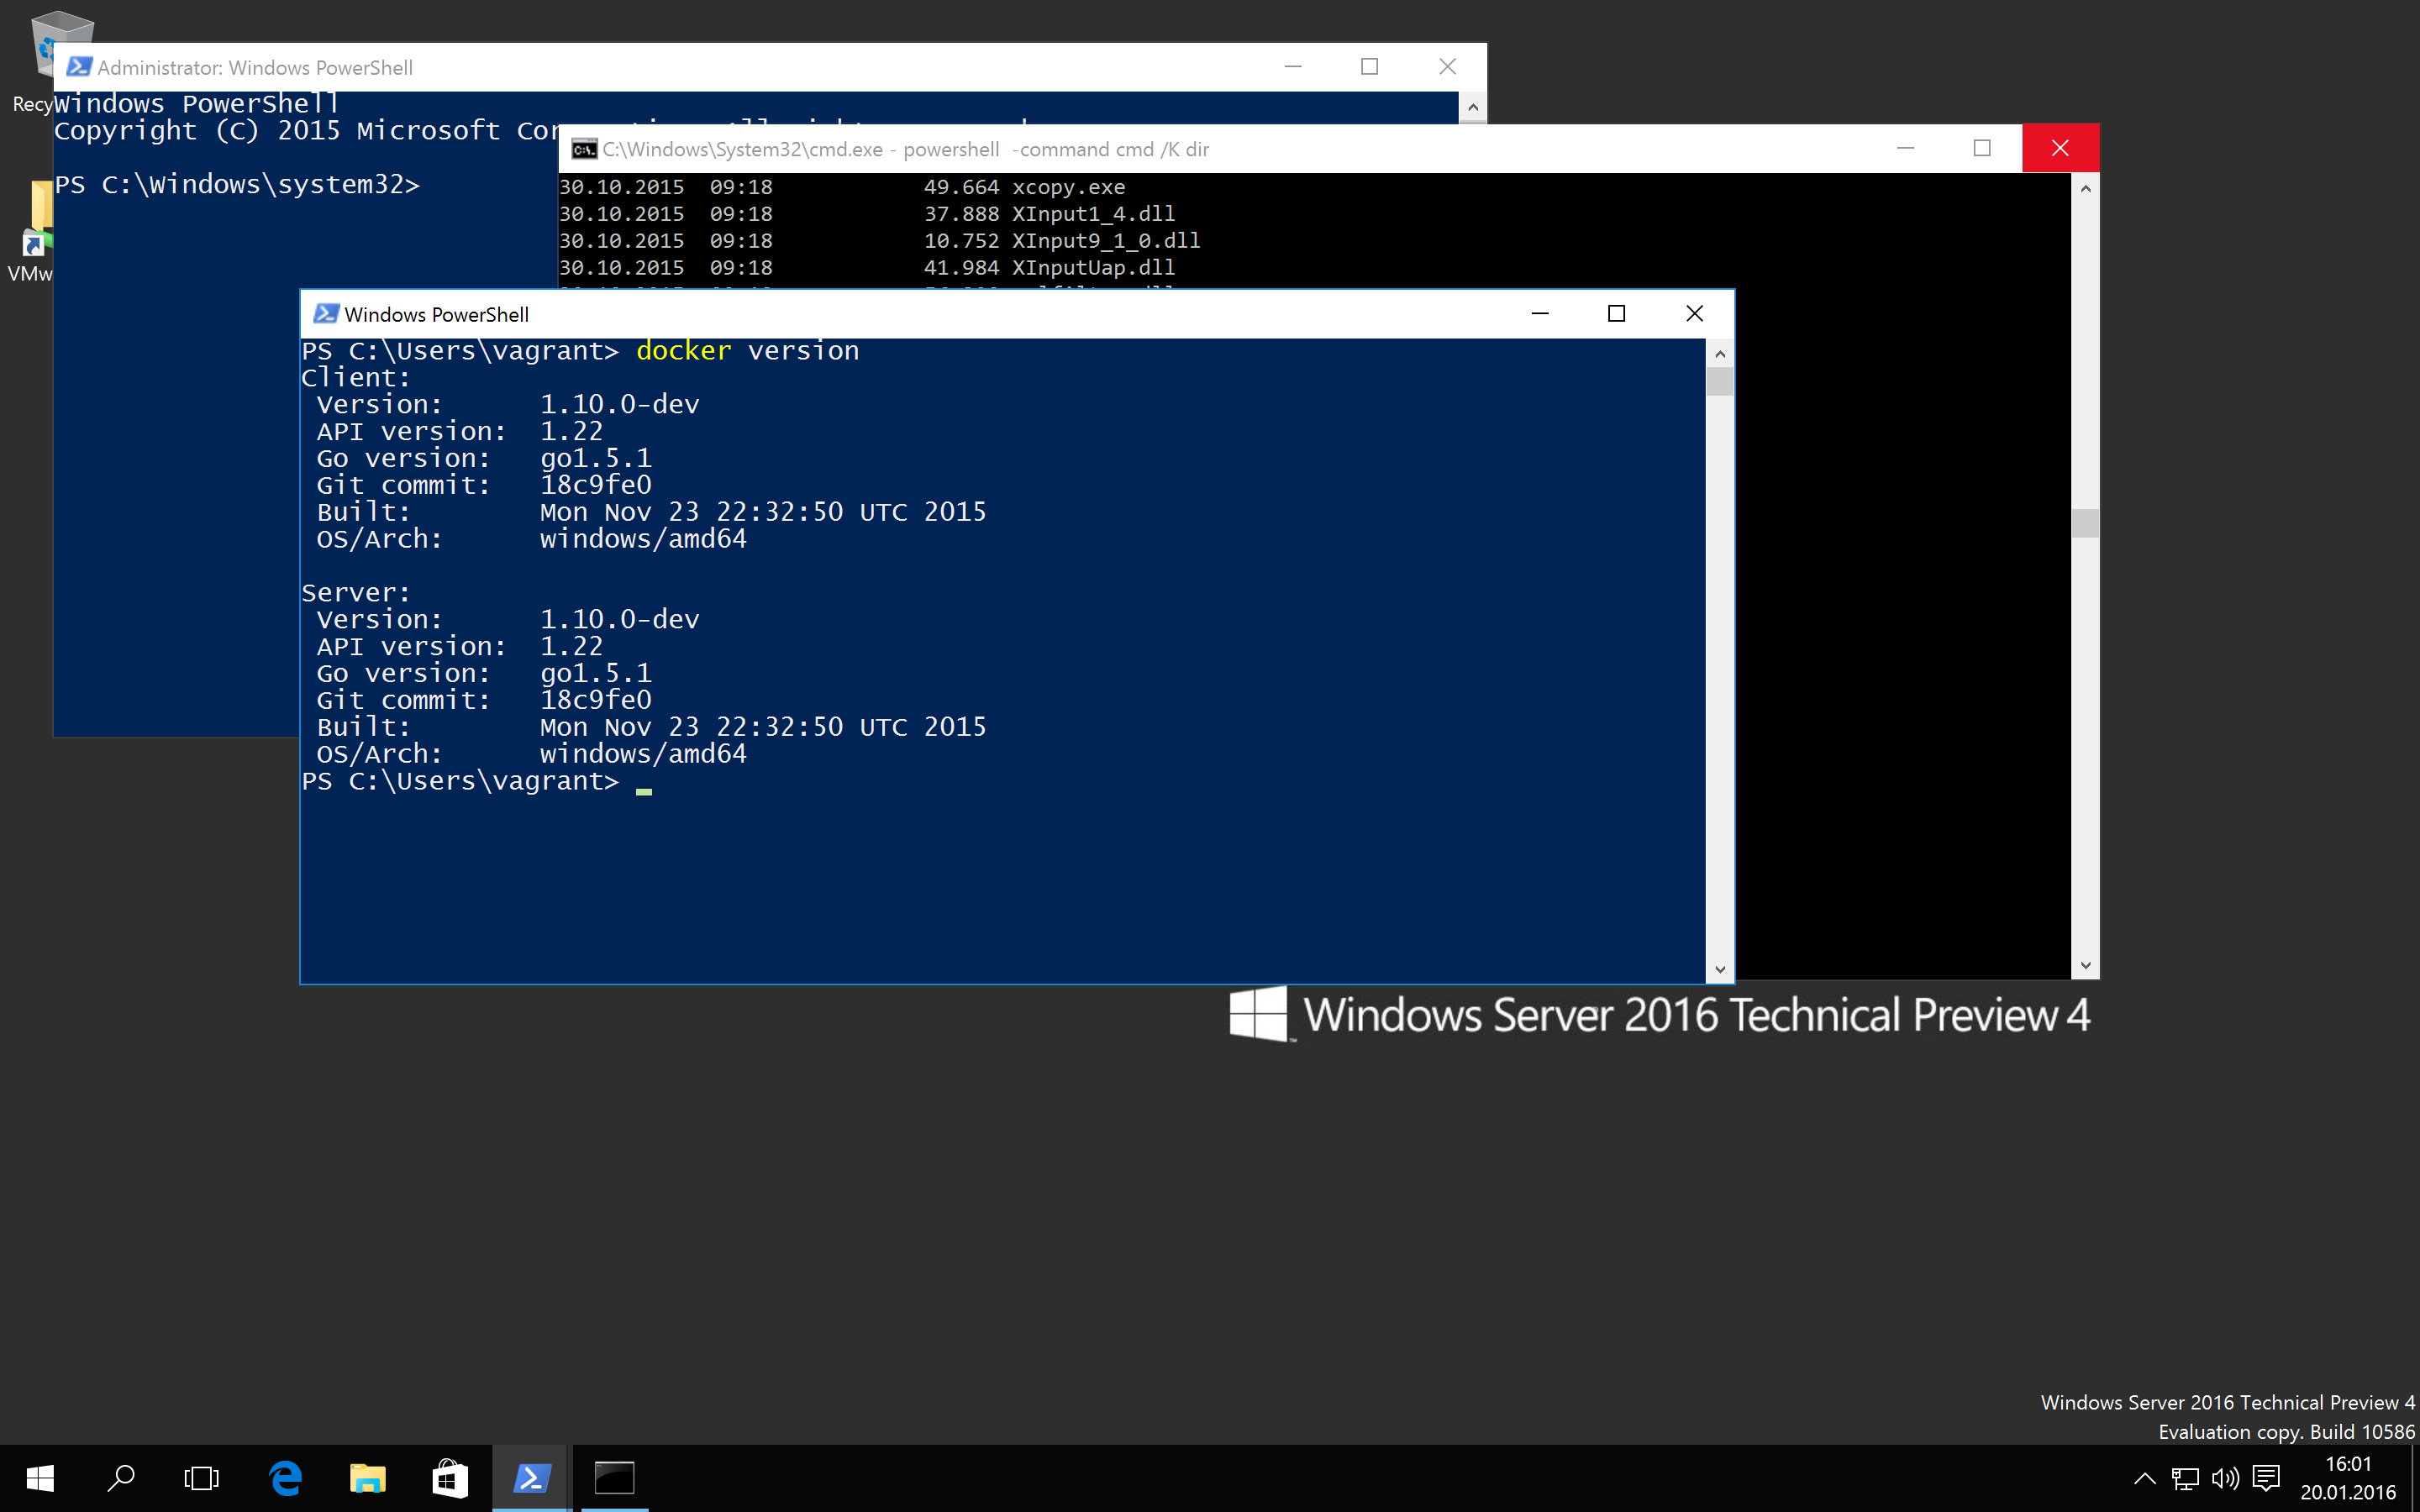 Recy
VMw
Administrator: Windows PowerShell
Windows PowerShell
Copyright (C) 2015 Microsoft
PS C:\Windows\system32>
C:\Windows\System32\cmd.exe - powershell  -command cmd /K dir
30.10.2015  09:18            49.664 xcopy.exe
30.10.2015  09:18            37.888 XInput1_4.dll
30.10.2015  09:18            10.752 XInput9_1_0.dll
30.10.2015  09:18            41.984 XInputUap.dll
Windows PowerShell
PS C:\Users\vagrant> docker version
Client:
 Version:      1.10.0-dev
 API version:  1.22
 Go version:   go1.5.1
 Git commit:   18c9fe0
 Built:        Mon Nov 23 22:32:50 UTC 2015
 OS/Arch:      windows/amd64
Server:
 Version:      1.10.0-dev
 API version:  1.22
 Go version:   go1.5.1
 Git commit:   18c9fe0
 Built:        Mon Nov 23 22:32:50 UTC 2015
 OS/Arch:      windows/amd64
PS C:\Users\vagrant>
Windows Server 2016 Technical Preview 4
Windows Server 2016 Technical Preview 4
Evaluation copy. Build 10586
16:01
20.01.2016